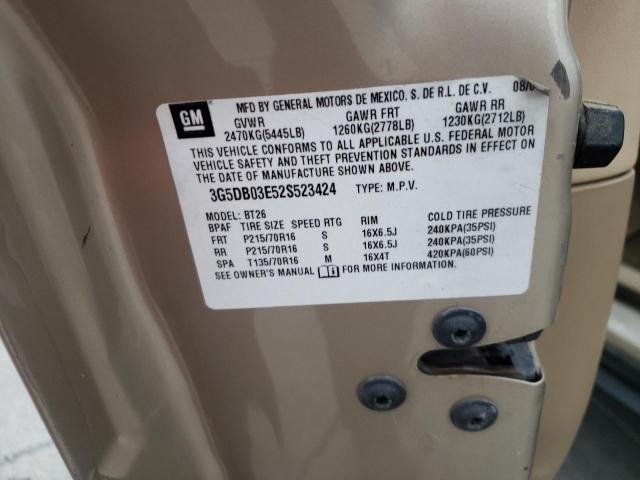 GM
MFD BY GENERAL MOTORS DE MEXICO, S. DE R.L. DE C.V.
GVWR GAWR FRT GAWR RR
2470KG(5445LB) 1260KG(2778LB) 1230KG(2712LB)
THIS VEHICLE CONFORMS TO ALL APPLICABLE U.S. FEDERAL MOTOR
VEHICLE SAFETY AND THEFT PREVENTION STANDARDS IN EFFECT ON
THE DATE OF MANUFACTURE SHOWN ABOVE.
3G5DB03E52S523424 TYPE: M.P.V.
MODEL: BT26
BPAF TIRE SIZE SPEED RTG RIM COLD TIRE PRESSURE
FRT P215/70R16 S 16X6.5J 240KPA(35PSI)
RR P215/70R16 S 16X6.5J 240KPA(35PSI)
SPA T135/70R16 M 16X4T 420KPA(60PSI)
SEE OWNER'S MANUAL FOR ADDITIONAL INFORMATION.